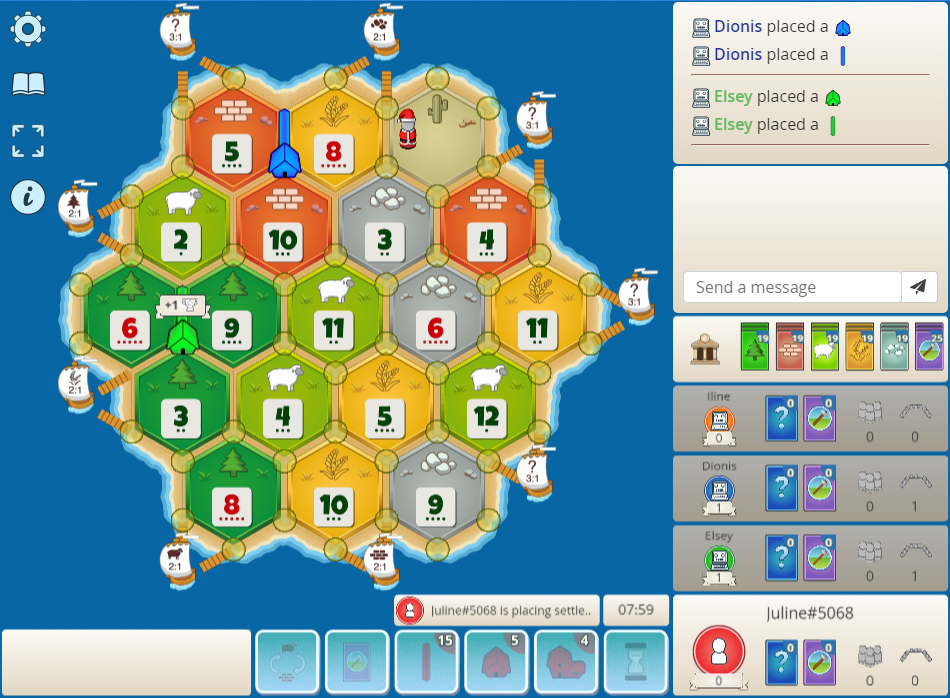 Dionis placed a
Dionis placed a
Elsey placed a
Elsey placed a
Send a message
19 19 19 19 19 25
Iline
0 0
0 0 0
Dionis
0 0
1 0 1
Elsey
0 0
1 0 1
Juline#5068
0 0
0 0 0
?
3:1
2:1
?
3:1
2:1
?
3:1
2:1
?
3:1
2:1
2:1
5 8
2 10 3 4
+1
6 9 11 6 11
3 4 5 12
8 10 9
Juline#5068 is placing settle..
07:59
15 5 4
i
? ? ? ?